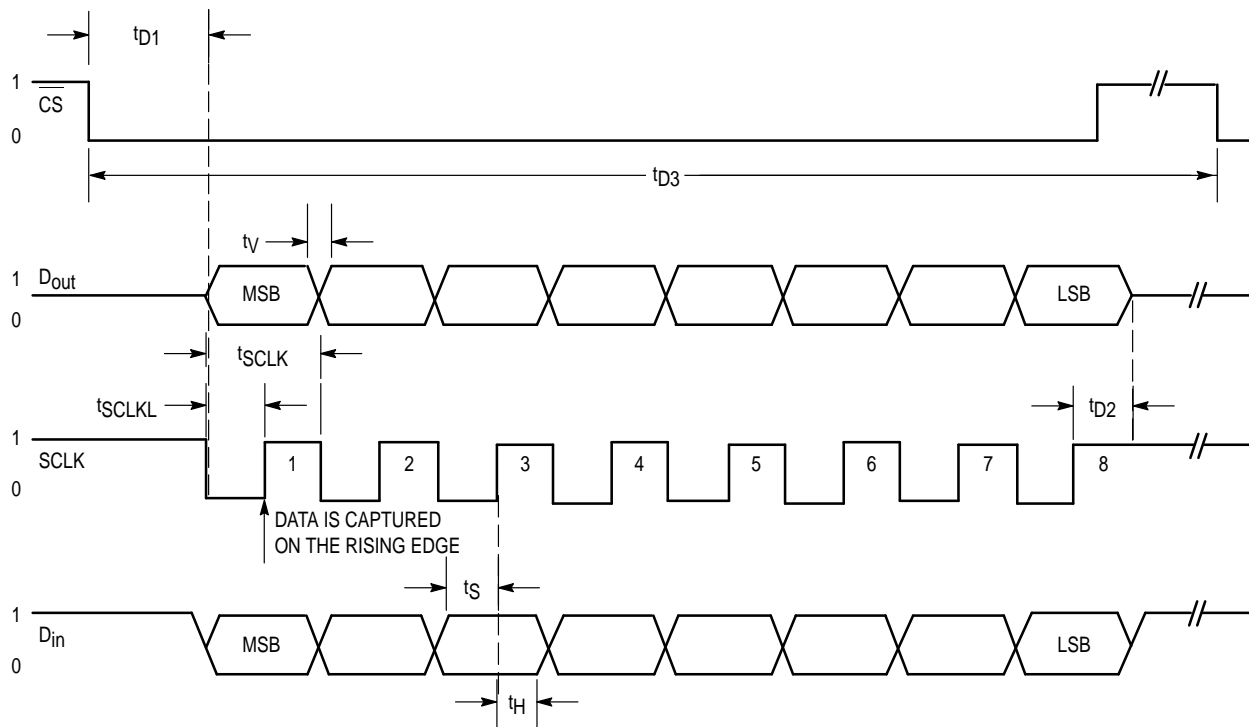 tD1
1
CS
0
tD3
tV
1
Dout
MSB
LSB
0
tSCLK
tSCLKL
tD2
1
SCLK
1 2 3 4 5 6 7 8
0
DATA IS CAPTURED
ON THE RISING EDGE
tS
1
Din
MSB
LSB
0
tH